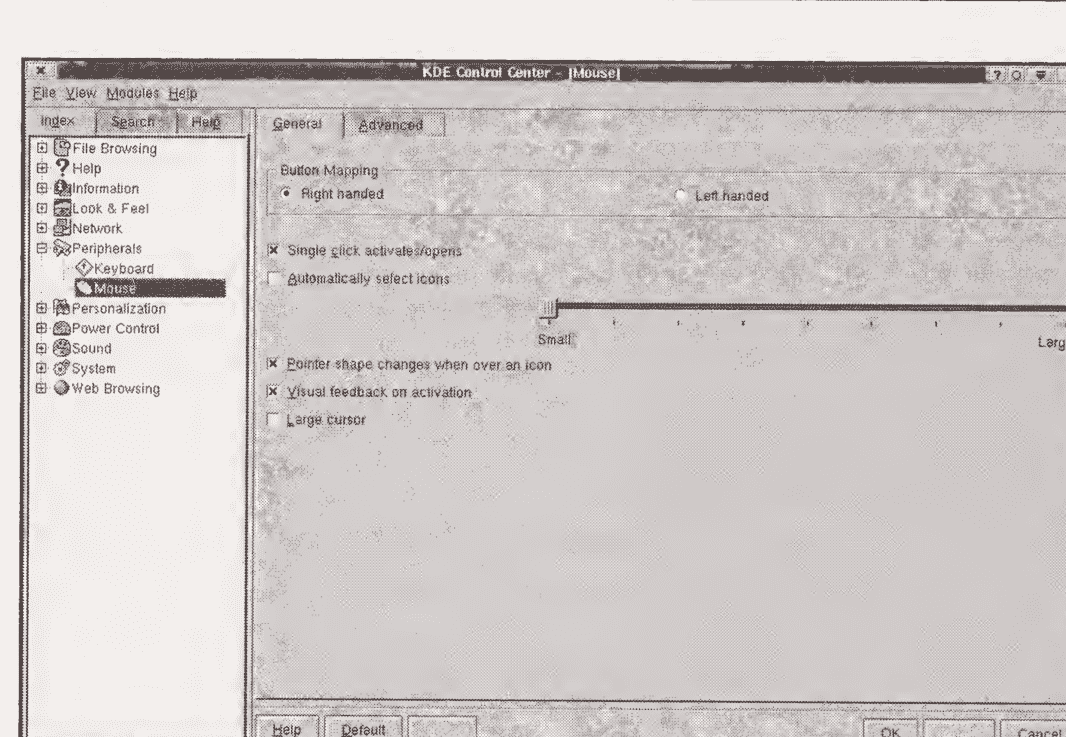 KDE Control Center - [Mouse]
File View Modules Help
Index Search Help
General Advanced
File Browsing
Help
Information
Look & Feel
Network
Peripherals
Keyboard
Mouse
Personalization
Power Control
Sound
System
Web Browsing
Button Mapping
Right handed Left handed
Single click activates/opens
Automatically select icons
Small Larg
Pointer shape changes when over an icon
Visual feedback on activation
Large cursor
Help Default OK Cancel